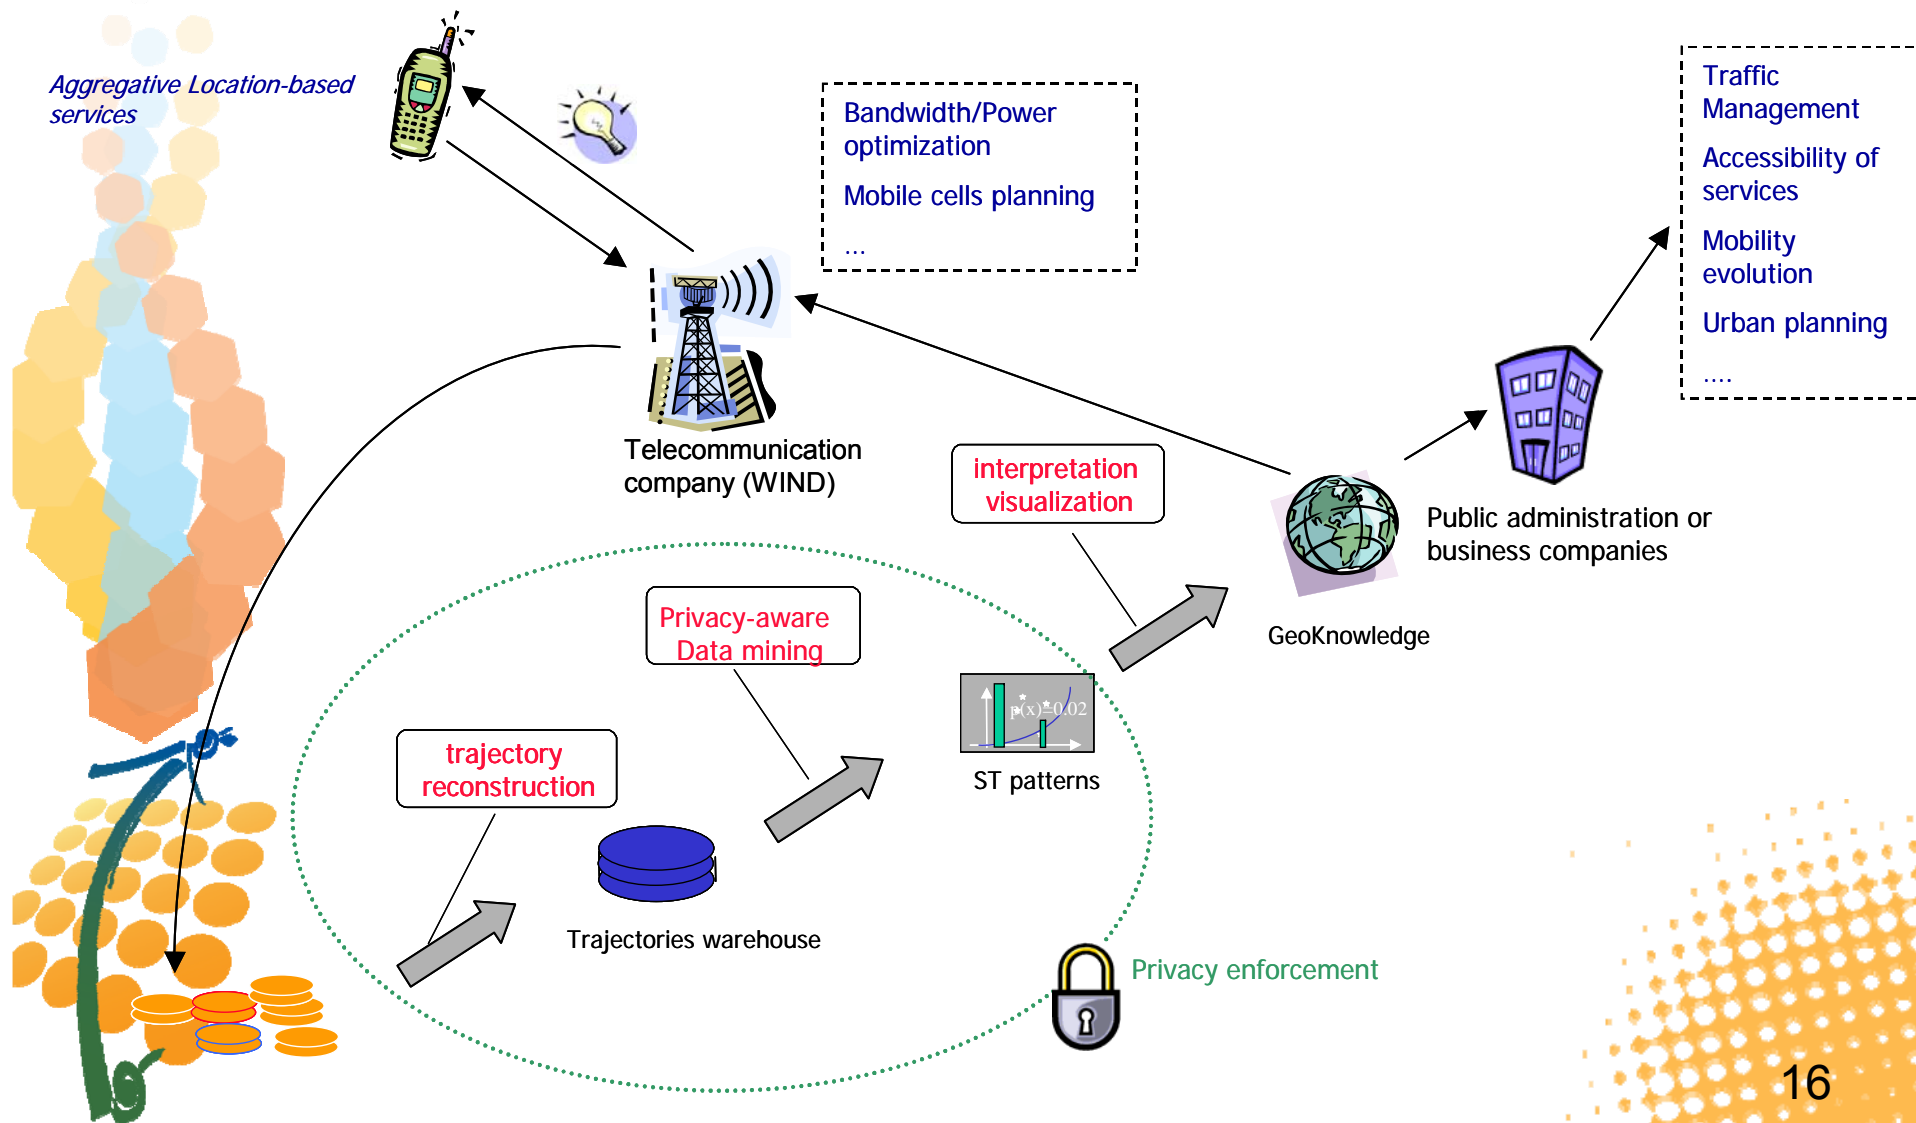 Aggregative Location-based
services
Bandwidth/Power
optimization
Mobile cells planning
...
Traffic
Management
Accessibility of
services
Mobility
evolution
Urban planning
....
Telecommunication
company (WIND)
interpretation
visualization
Public administration or
business companies
GeoKnowledge
Privacy-aware
Data mining
p(x)=0.02
ST patterns
trajectory
reconstruction
Trajectories warehouse
Privacy enforcement
16